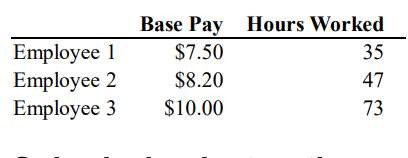 Base Pay Hours Worked
Employee 1 $7.50 35
Employee 2 $8.20 47
Employee 3 $10.00 73